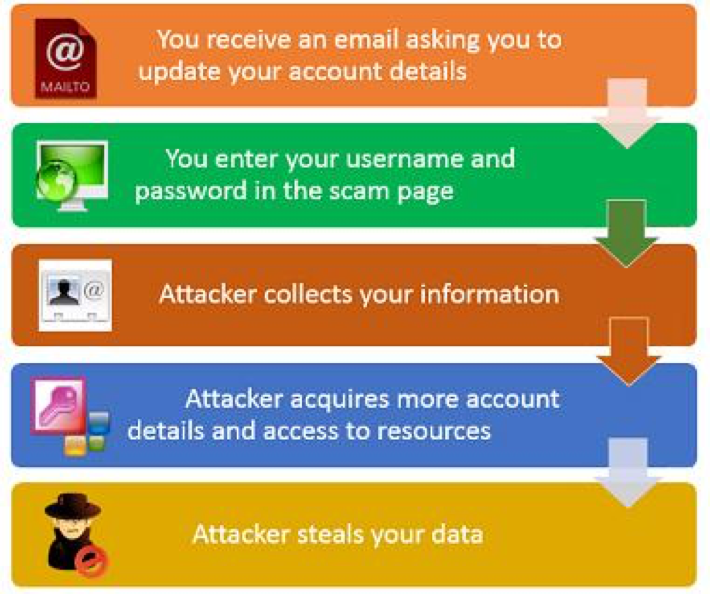 @
MAILTO
You receive an email asking you to
update your account details
You enter your username and
password in the scam page
@
Attacker collects your information
Attacker acquires more account
details and access to resources
Attacker steals your data